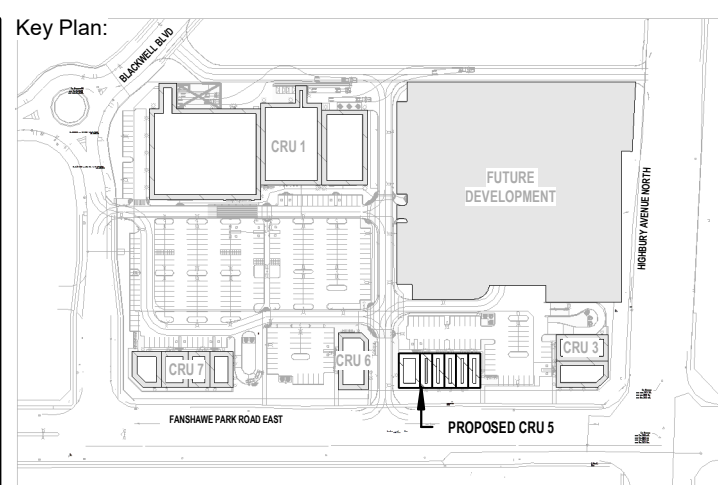 Key Plan:
BLACKWELL BLVD
CRU 1
FUTURE
DEVELOPMENT
HIGHBURY AVENUE NORTH
CRU 3
CRU 6
CRU 7
FANSHAWE PARK ROAD EAST
PROPOSED CRU 5